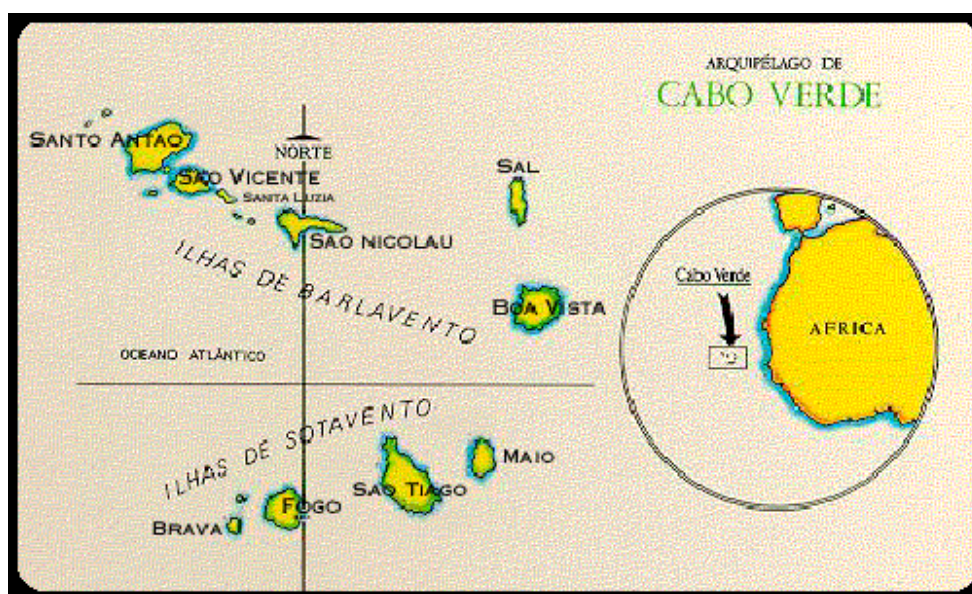 ARQUIPÉLAGO DE
CABO VERDE
SANTO ANTAO
NORTE
SAO VICENTE
SANTA LUZIA
SAL
SAO NICOLAU
ILHAS DE BARLAVENTO
BOA VISTA
Cabo Verde
AFRICA
OCEANO ATLÂNTICO
ILHAS DE SOTAVENTO
MAIO
SAO TIAGO
FOGO
BRAVA